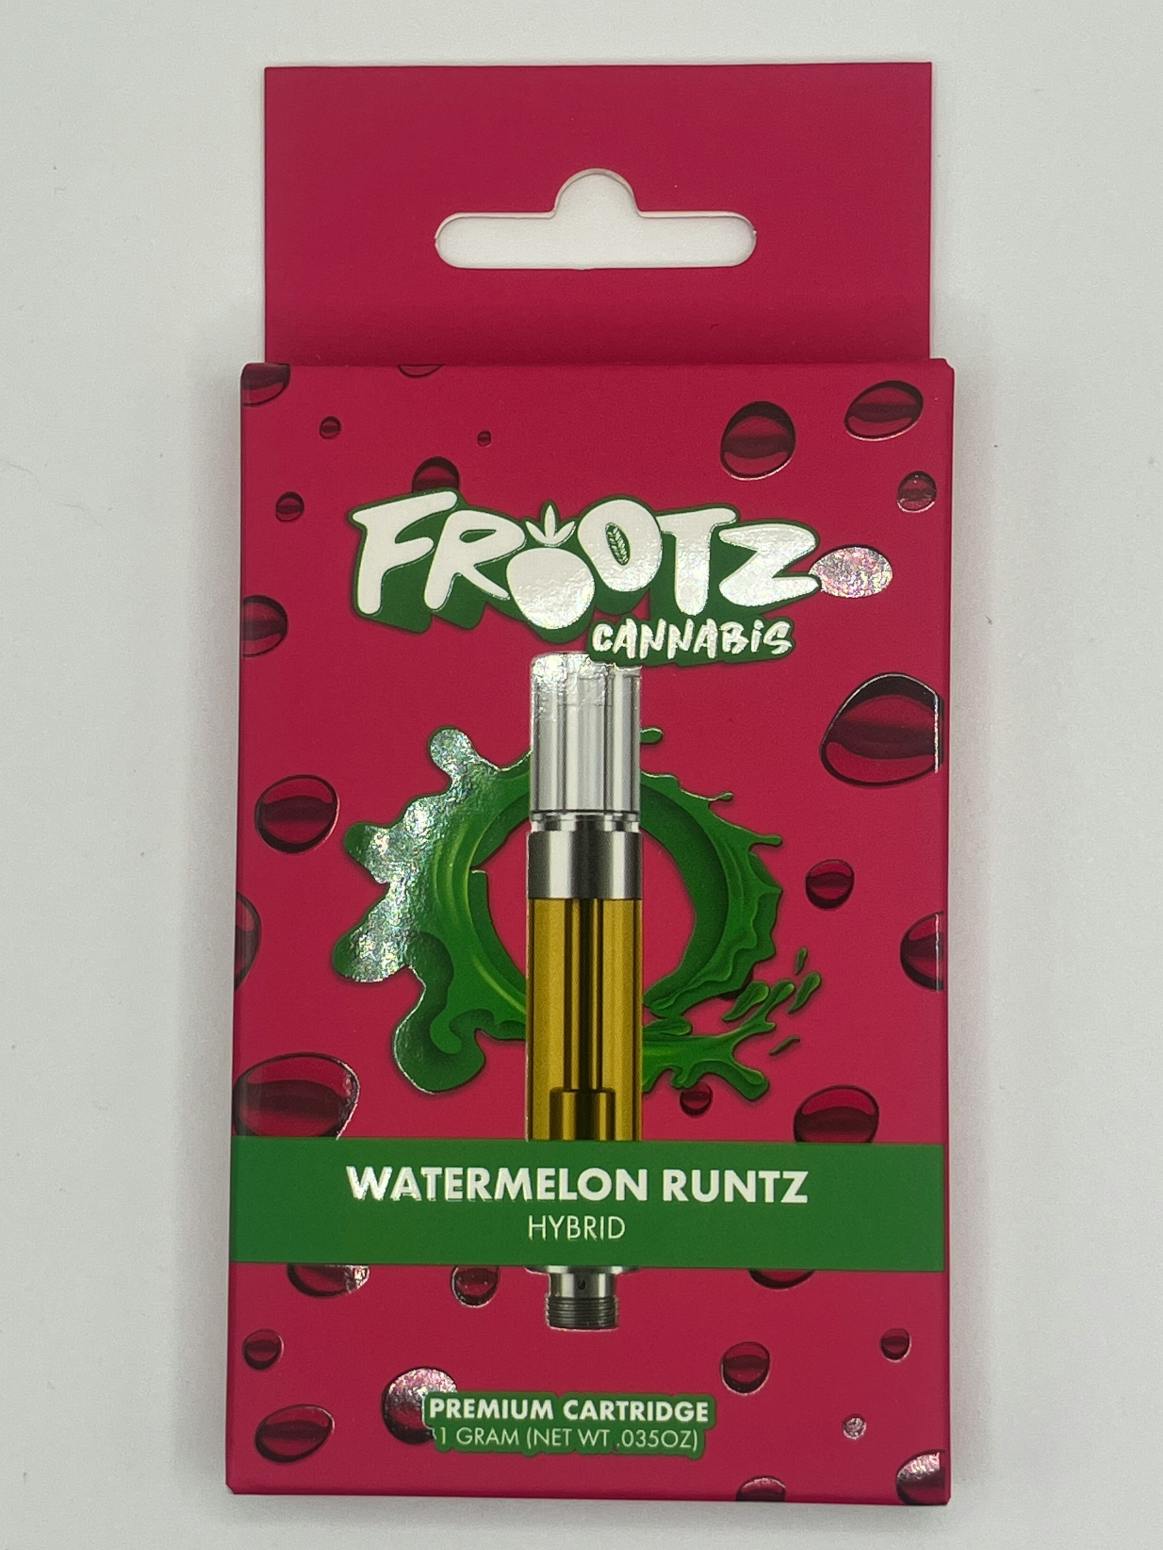 FROOTZ
CANNABIS
WATERMELON RUNTZ
HYBRID
PREMIUM CARTRIDGE
1 GRAM (NET WT .035OZ)